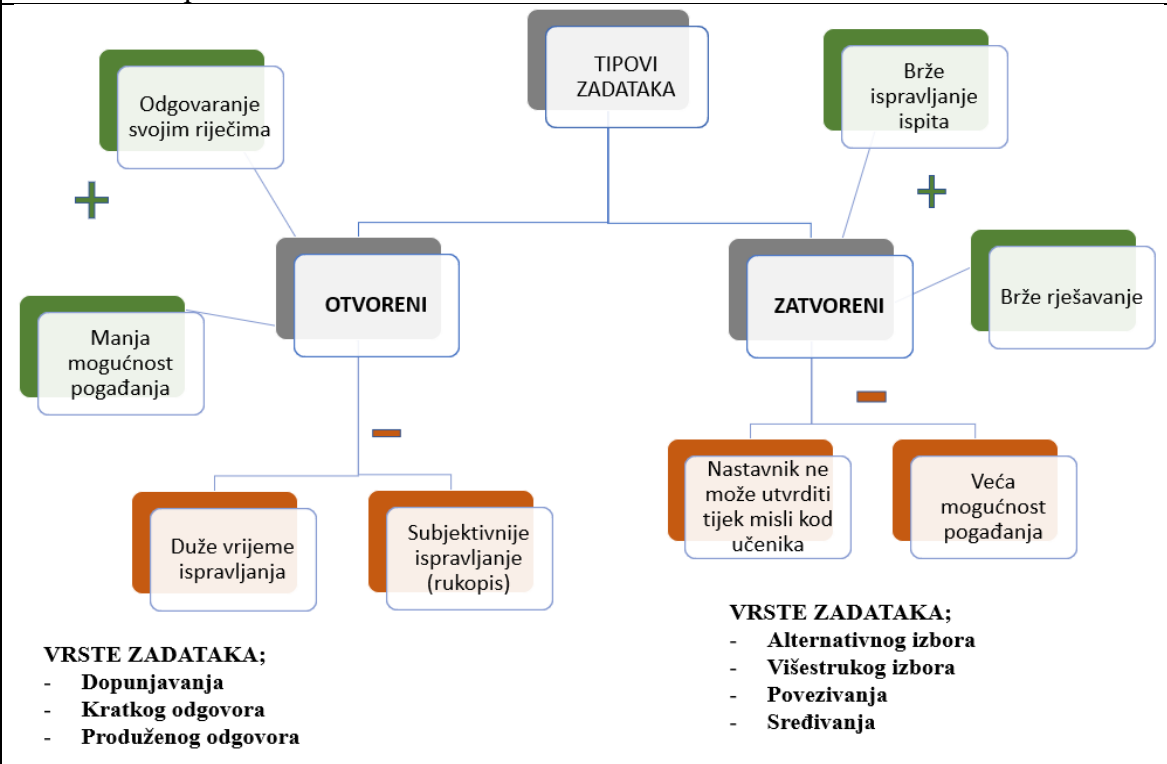 TIPOVI
ZADATAKA
Odgovaranje
svojim riječima
Brže
ispravljanje
ispita
+
+
OTVORENI
ZATVORENI
Brže rješavanje
Manja
mogućnost
pogađanja
-
-
Duže vrijeme
ispravljanja
Subjektivnije
ispravljanje
(rukopis)
Nastavnik ne
može utvrditi
tijek misli kod
učenika
Veća
mogućnost
pogađanja
VRSTE ZADATAKA;
- Dopunjavanja
- Kratkog odgovora
- Produženog odgovora
VRSTE ZADATAKA;
- Alternativnog izbora
- Višestrukog izbora
- Povezivanja
- Sređivanja